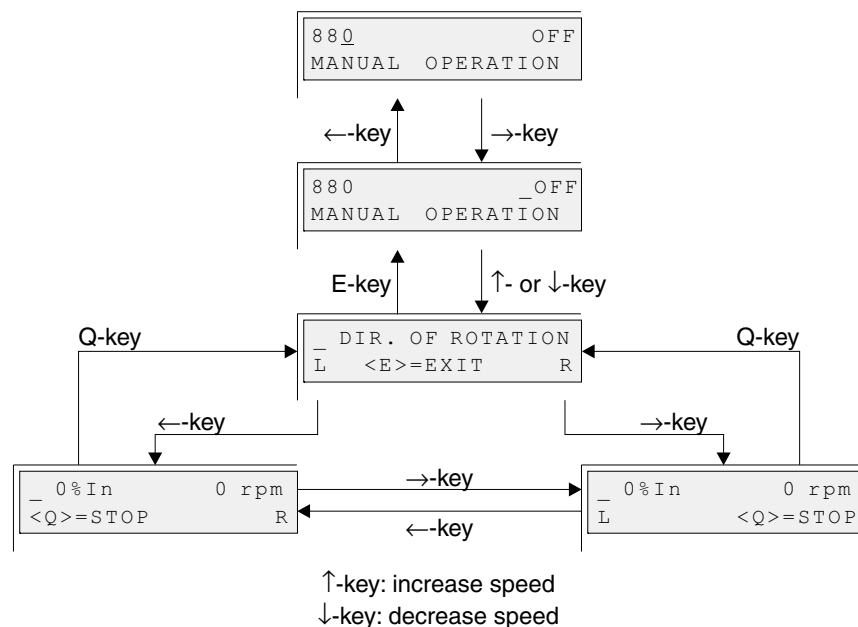 880 OFF
MANUAL OPERATION
←-key →-key
880 _OFF
MANUAL OPERATION
E-key ↑- or ↓-key
Q-key Q-key
_ DIR. OF ROTATION
L <E>=EXIT R
←-key →-key
_ 0%In 0 rpm
<Q>=STOP R
→-key
←-key
_ 0%In 0 rpm
L <Q>=STOP
↑-key: increase speed
↓-key: decrease speed